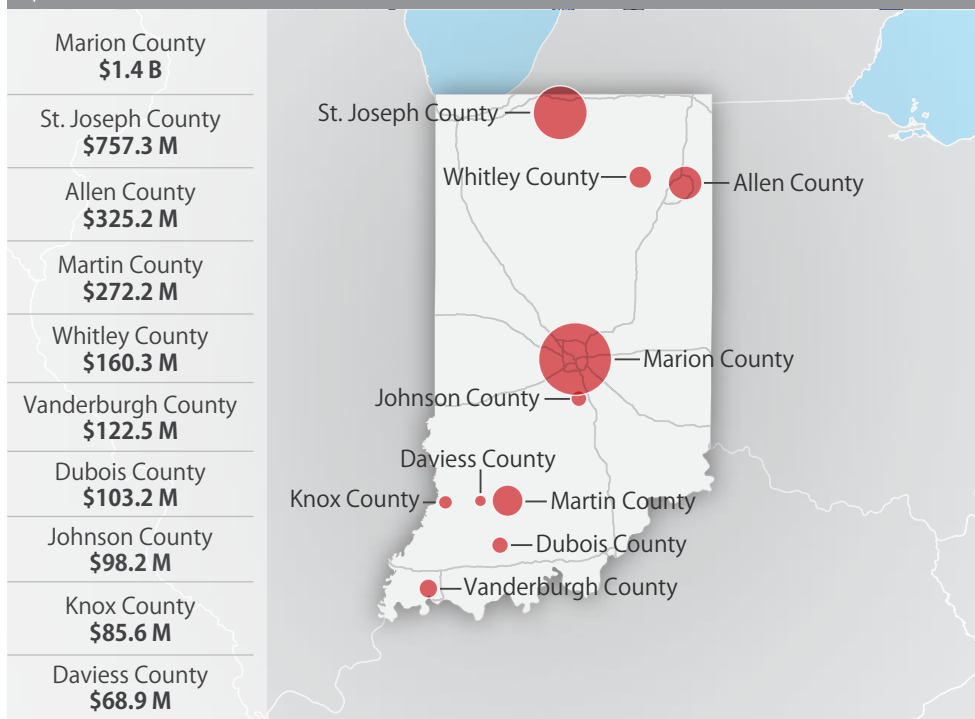 Marion County
$1.4 B
St. Joseph County
$757.3 M
Allen County
$325.2 M
Martin County
$272.2 M
Whitley County
$160.3 M
Vanderburgh County
$122.5 M
Dubois County
$103.2 M
Johnson County
$98.2 M
Knox County
$85.6 M
Daviess County
$68.9 M
St. Joseph County
Whitley County
Allen County
Marion County
Johnson County
Daviess County
Knox County
Martin County
Dubois County
Vanderburgh County